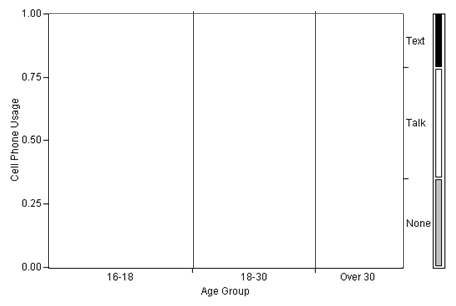 1.00
0.75
0.50
0.25
0.00
Cell Phone Usage
16-18
18-30
Over 30
Age Group
Text
Talk
None